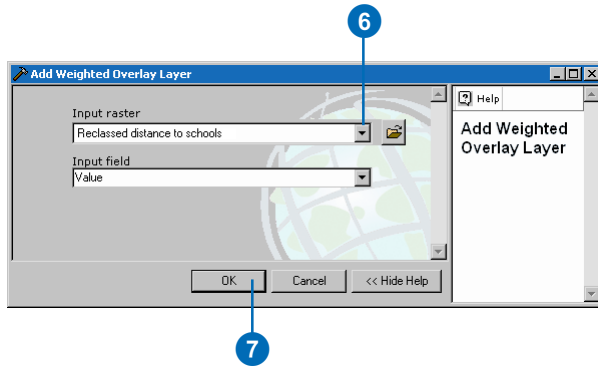 6
Add Weighted Overlay Layer
Input raster
Reclassed distance to schools
Input field
Value
OK
Cancel
<< Hide Help
Help
Add Weighted
Overlay Layer
7